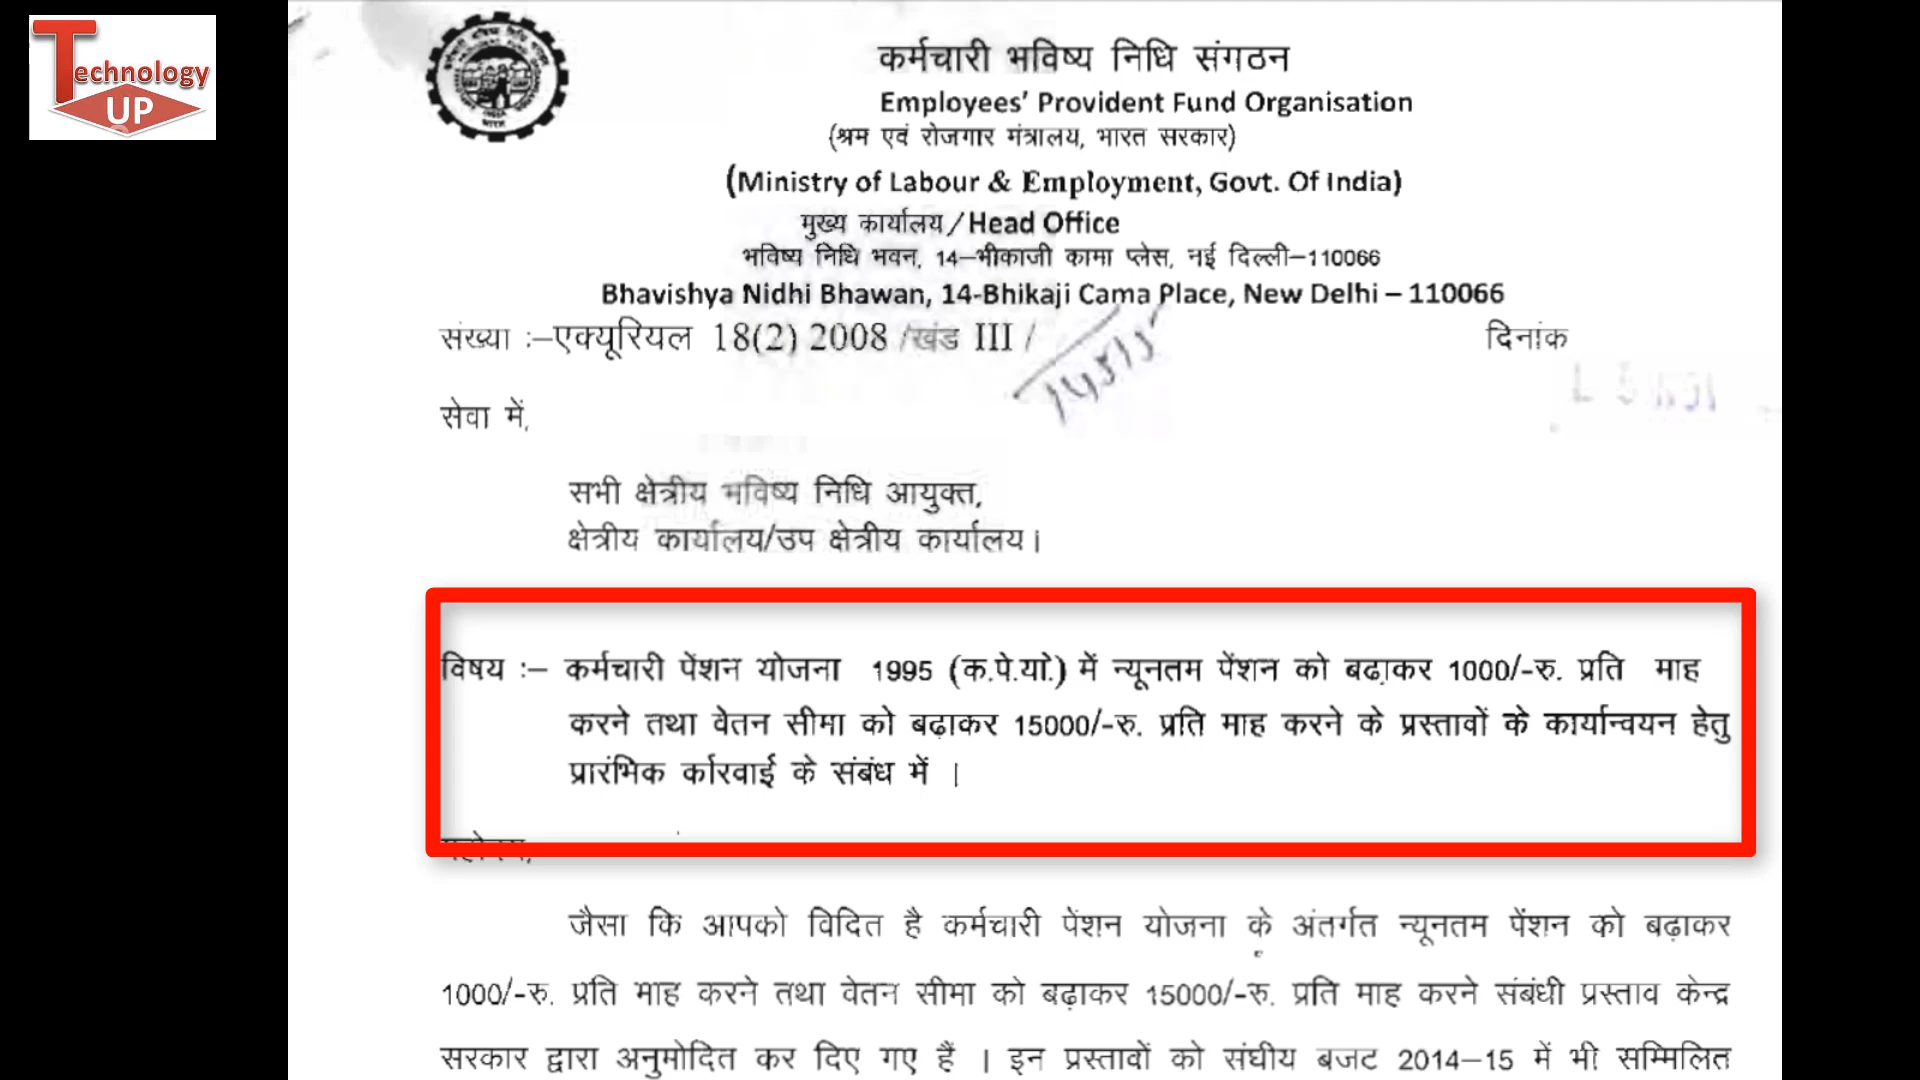 Technology
UP
कर्मचारी भविष्य निधि संगठन
Employees’ Provident Fund Organisation
(श्रम एवं रोजगार मंत्रालय, भारत सरकार)
(Ministry of Labour & Employment, Govt. Of India)
मुख्य कार्यालय/Head Office
भविष्य निधि भवन, 14–भीकाजी कामा प्लेस, नई दिल्ली–110066
Bhavishya Nidhi Bhawan, 14-Bhikaji Cama Place, New Delhi – 110066
संख्या :–एक्यूरियल 18(2) 2008 /खंड III /
दिनांक
सेवा में,
सभी क्षेत्रीय भविष्य निधि आयुक्त,
क्षेत्रीय कार्यालय/उप क्षेत्रीय कार्यालय।
विषय :– कर्मचारी पेंशन योजना 1995 (क.पे.यो.) में न्यूनतम पेंशन को बढ़ाकर 1000/-रु. प्रति माह
करने तथा वेतन सीमा को बढ़ाकर 15000/-रु. प्रति माह करने के प्रस्तावों के कार्यान्वयन हेतु
प्रारंभिक कार्रवाई के संबंध में ।
जैसा कि आपको विदित है कर्मचारी पेंशन योजना के अंतर्गत न्यूनतम पेंशन को बढ़ाकर
1000/-रु. प्रति माह करने तथा वेतन सीमा को बढ़ाकर 15000/-रु. प्रति माह करने संबंधी प्रस्ताव केन्द्र
सरकार द्वारा अनुमोदित कर दिए गए हैं । इन प्रस्तावों को संघीय बजट 2014–15 में भी सम्मिलित